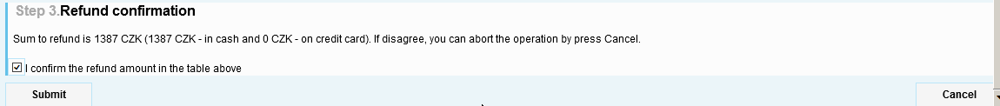 Step 3.Refund confirmation
Sum to refund is 1387 CZK (1387 CZK - in cash and 0 CZK - on credit card). If disagree, you can abort the operation by press Cancel.
I confirm the refund amount in the table above
Submit Cancel